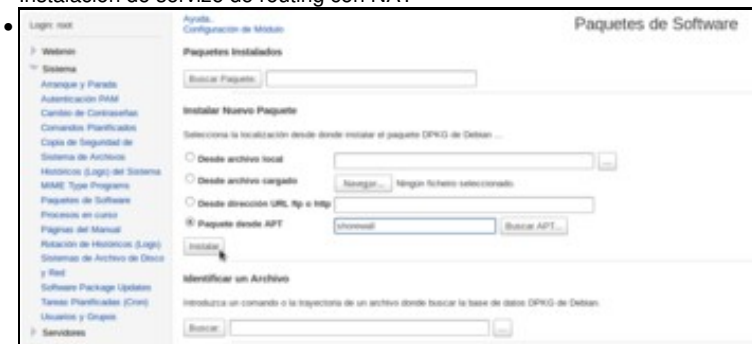 Instalación de servizo de routing con NAT
Login: root
Webmin
Sistema
Arranque y Parada
Autenticación PAM
Cambio de Contraseñas
Comandos Planificados
Copia de Seguridad de
Sistema de Archivos
Históricos (Logs) del Sistema
MIME Type Programs
Paquetes de Software
Procesos en curso
Páginas del Manual
Rotación de Históricos (Logs)
Sistemas de Archivo de Disco
y Red
Software Package Updates
Tareas Planificadas (Cron)
Usuarios y Grupos
Servidores
Ayuda..
Configuración de Módulo
Paquetes de Software
Paquetes Instalados
Buscar Paquete:
Instalar Nuevo Paquete
Selecciona la localización desde donde instalar el paquete DPKG de Debian ...
Desde archivo local
...
Desde archivo cargado
Navegar... Ningún ficheiro seleccionado.
Desde dirección URL ftp o http
Paquete desde APT
shorewall
Buscar APT...
Instalar
Identificar un Archivo
Introduzca un comando o la trayectoria de un archivo donde buscar la base de datos DPKG de Debian.
Buscar:
...